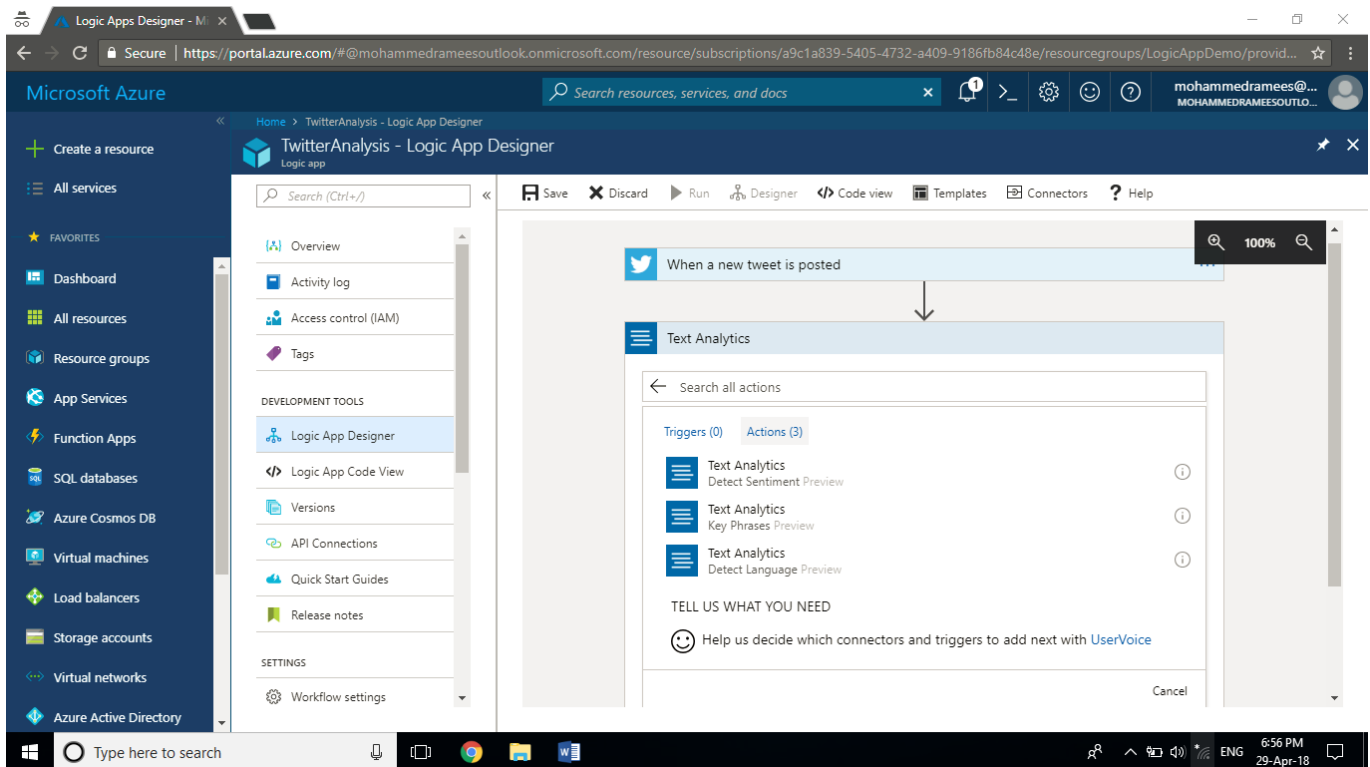 Logic Apps Designer - M
Secure | https://portal.azure.com/#@mohammedrameesoutlook.onmicrosoft.com/resource/subscriptions/a9c1a839-5405-4732-a409-9186fb84c48e/resourcegroups/LogicAppDemo/provid...
Microsoft Azure
Search resources, services, and docs
1
mohammedramees@...
MOHAMMEDRAMEESOUTLO...
Home > TwitterAnalysis - Logic App Designer
TwitterAnalysis - Logic App Designer
Logic app
Create a resource
All services
FAVORITES
Dashboard
All resources
Resource groups
App Services
Function Apps
SQL databases
Azure Cosmos DB
Virtual machines
Load balancers
Storage accounts
Virtual networks
Azure Active Directory
Search (Ctrl+/)
Overview
Activity log
Access control (IAM)
Tags
DEVELOPMENT TOOLS
Logic App Designer
Logic App Code View
Versions
API Connections
Quick Start Guides
Release notes
SETTINGS
Workflow settings
Save Discard Run Designer Code view Templates Connectors Help
100%
When a new tweet is posted
Text Analytics
Search all actions
Triggers (0) Actions (3)
Text Analytics
Detect Sentiment Preview
Text Analytics
Key Phrases Preview
Text Analytics
Detect Language Preview
TELL US WHAT YOU NEED
Help us decide which connectors and triggers to add next with UserVoice
Cancel
Type here to search
ENG
6:56 PM
29-Apr-18